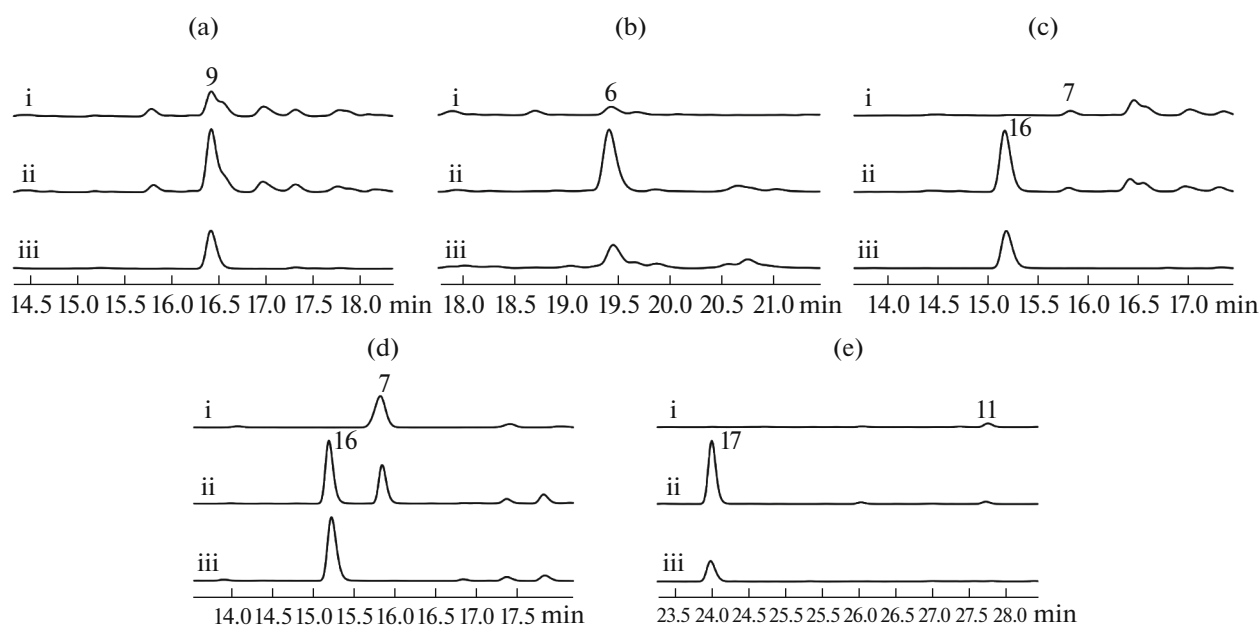 (a) (b) (c)
i 9 i 6 i 7
ii ii ii 16
iii iii iii
14.5 15.0 15.5 16.0 16.5 17.0 17.5 18.0 min 18.0 18.5 19.0 19.5 20.0 20.5 21.0 min 14.0 14.5 15.0 15.5 16.0 16.5 17.0 min
(d) (e)
i 7 i 11
ii 16 ii 17
iii iii
14.0 14.5 15.0 15.5 16.0 16.5 17.0 17.5 min 23.5 24.0 24.5 25.0 25.5 26.0 26.5 27.0 27.5 28.0 min